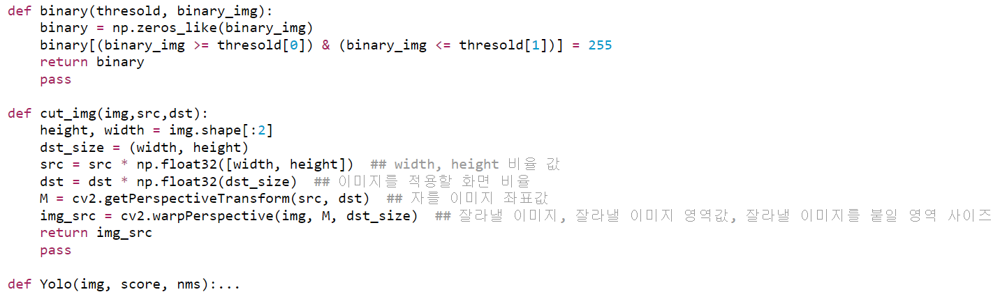 def binary(thresold, binary_img):
    binary = np.zeros_like(binary_img)
    binary[(binary_img >= thresold[0]) & (binary_img <= thresold[1])] = 255
    return binary
    pass
def cut_img(img,src,dst):
    height, width = img.shape[:2]
    dst_size = (width, height)
    src = src * np.float32([width, height])  ## width, height 비율 값
    dst = dst * np.float32(dst_size)  ## 이미지를 적용할 화면 비율
    M = cv2.getPerspectiveTransform(src, dst)  ## 자를 이미지 좌표값
    img_src = cv2.warpPerspective(img, M, dst_size)  ## 잘라낼 이미지, 잘라낼 이미지 영역값, 잘라낼 이미지를 붙일 영역 사이즈
    return img_src
    pass
def Yolo(img, score, nms):...